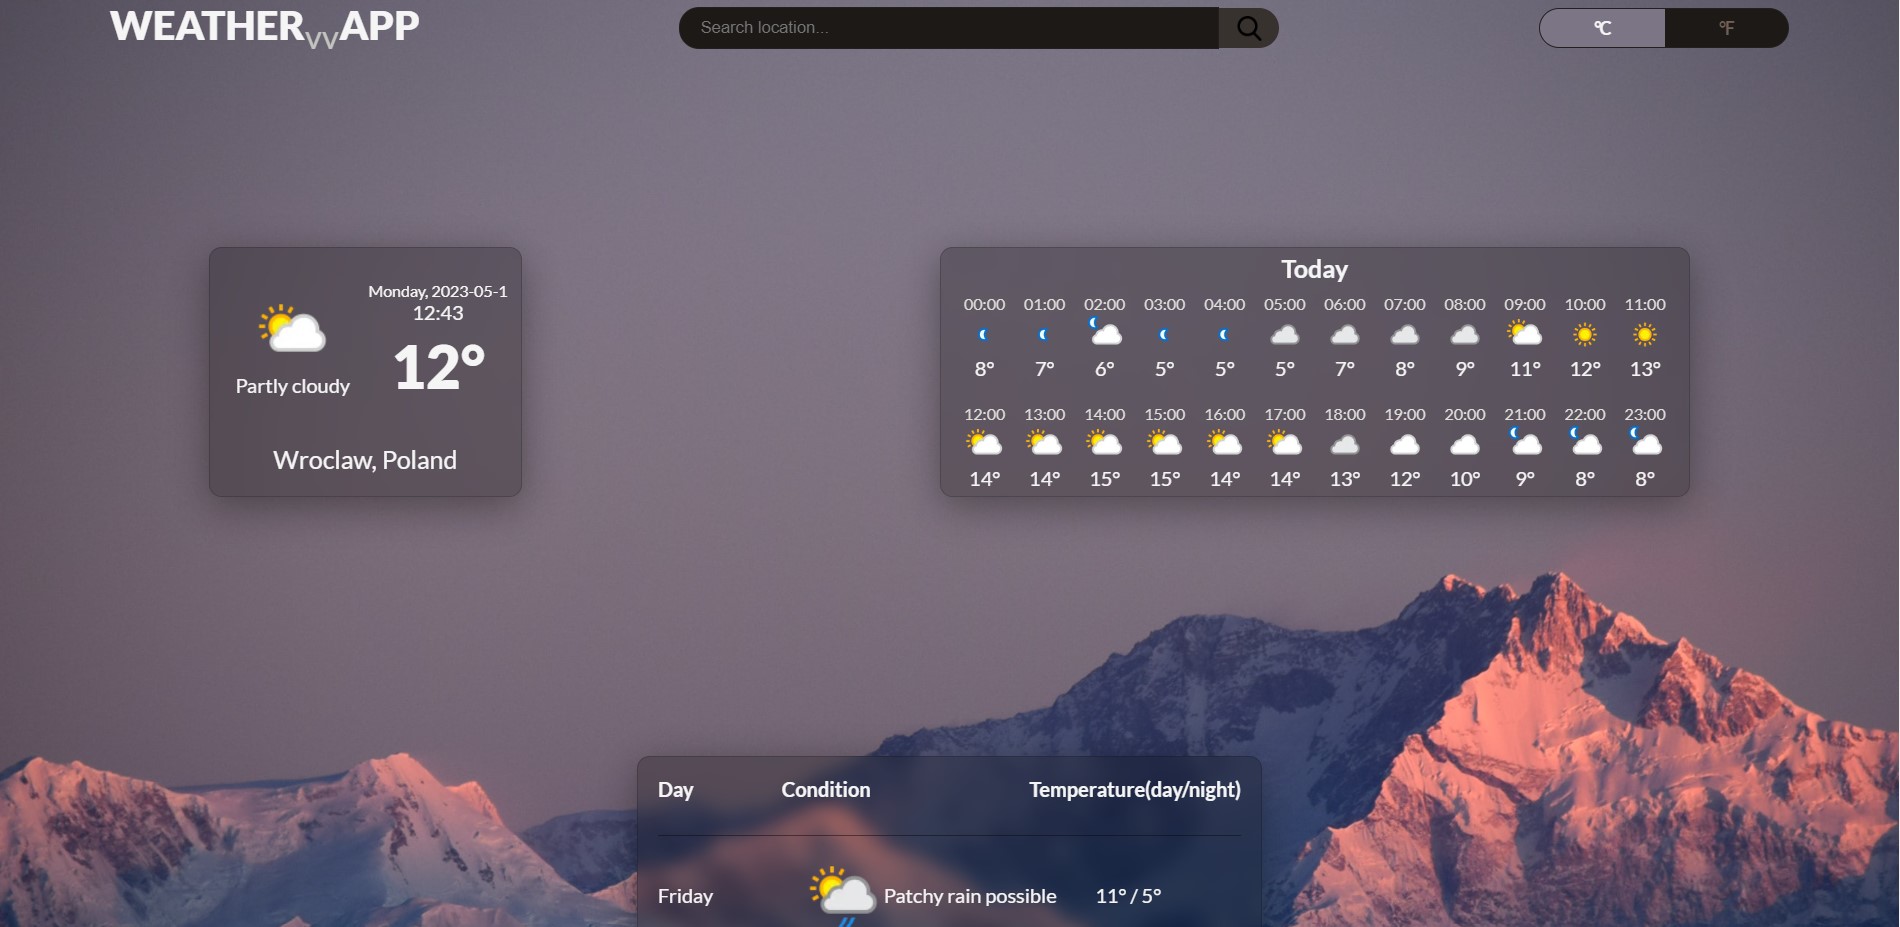 WEATHERvvAPP
Search location...
°C
°F
Monday, 2023-05-1
12:43
12°
Partly cloudy
Wroclaw, Poland
Today
00:00 01:00 02:00 03:00 04:00 05:00 06:00 07:00 08:00 09:00 10:00 11:00
8° 7° 6° 5° 5° 5° 7° 8° 9° 11° 12° 13°
12:00 13:00 14:00 15:00 16:00 17:00 18:00 19:00 20:00 21:00 22:00 23:00
14° 14° 15° 15° 14° 14° 13° 12° 10° 9° 8° 8°
Day Condition Temperature(day/night)
Friday Patchy rain possible 11° / 5°